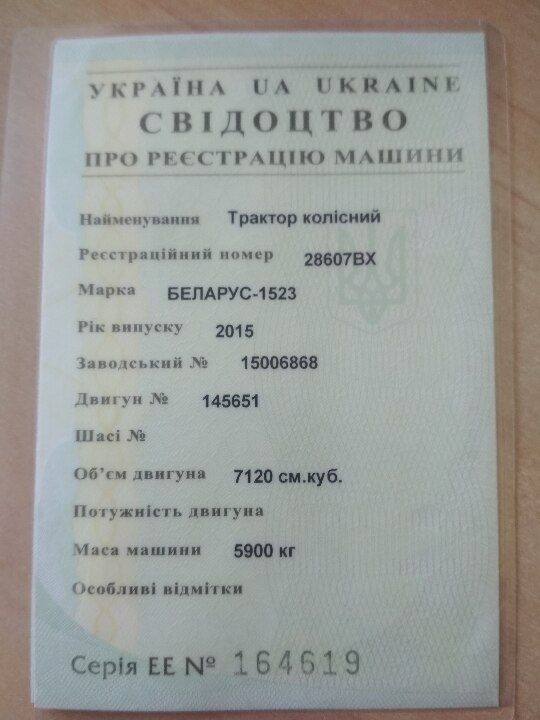 УКРАЇНА UA UKRAINE
СВІДОЦТВО
ПРО РЕЄСТРАЦІЮ МАШИНИ
Найменування Трактор колісний
Реєстраційний номер 28607ВХ
Марка БЕЛАРУС-1523
Рік випуску 2015
Заводський № 15006868
Двигун № 145651
Шасі №
Об'єм двигуна 7120 см.куб.
Потужність двигуна
Маса машини 5900 кг
Особливі відмітки
Серія ЕЕ № 164619